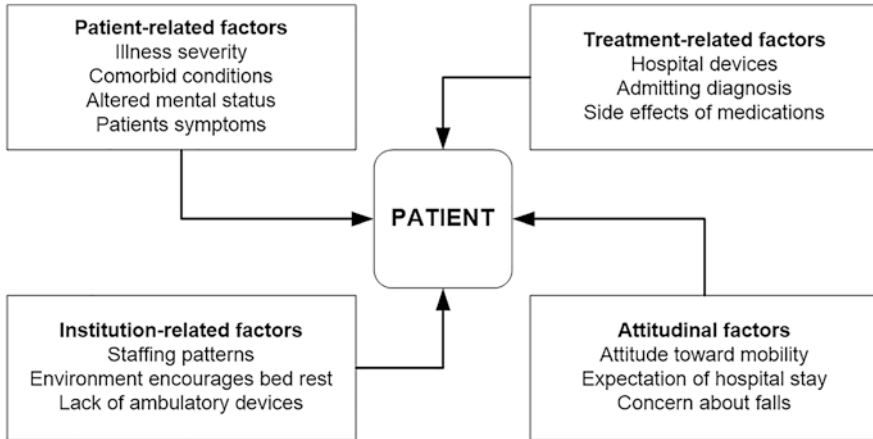 Patient-related factors
Illness severity
Comorbid conditions
Altered mental status
Patients symptoms
Treatment-related factors
Hospital devices
Admitting diagnosis
Side effects of medications
PATIENT
Institution-related factors
Staffing patterns
Environment encourages bed rest
Lack of ambulatory devices
Attitudinal factors
Attitude toward mobility
Expectation of hospital stay
Concern about falls